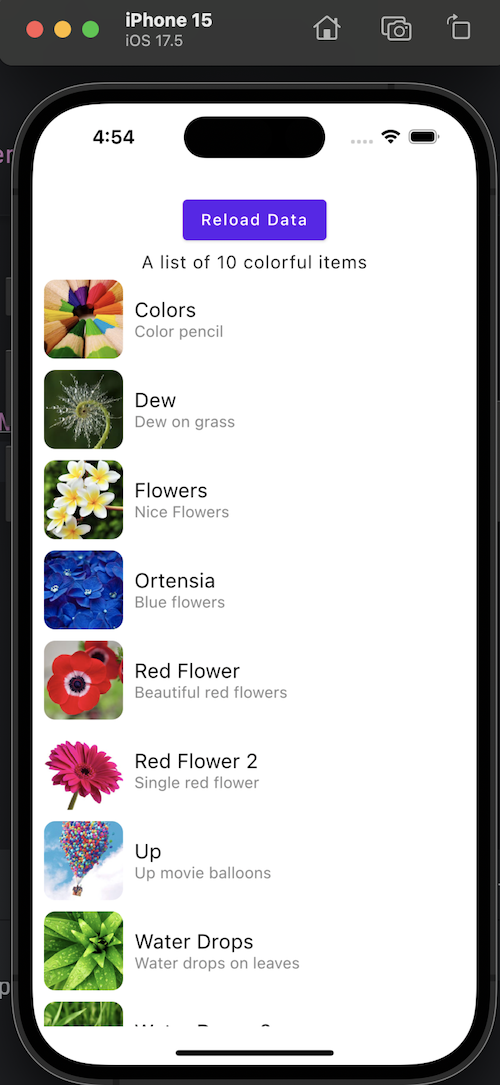 iPhone 15
iOS 17.5
4:54
Reload Data
A list of 10 colorful items
Colors
Color pencil
Dew
Dew on grass
Flowers
Nice Flowers
Ortensia
Blue flowers
Red Flower
Beautiful red flowers
Red Flower 2
Single red flower
Up
Up movie balloons
Water Drops
Water drops on leaves